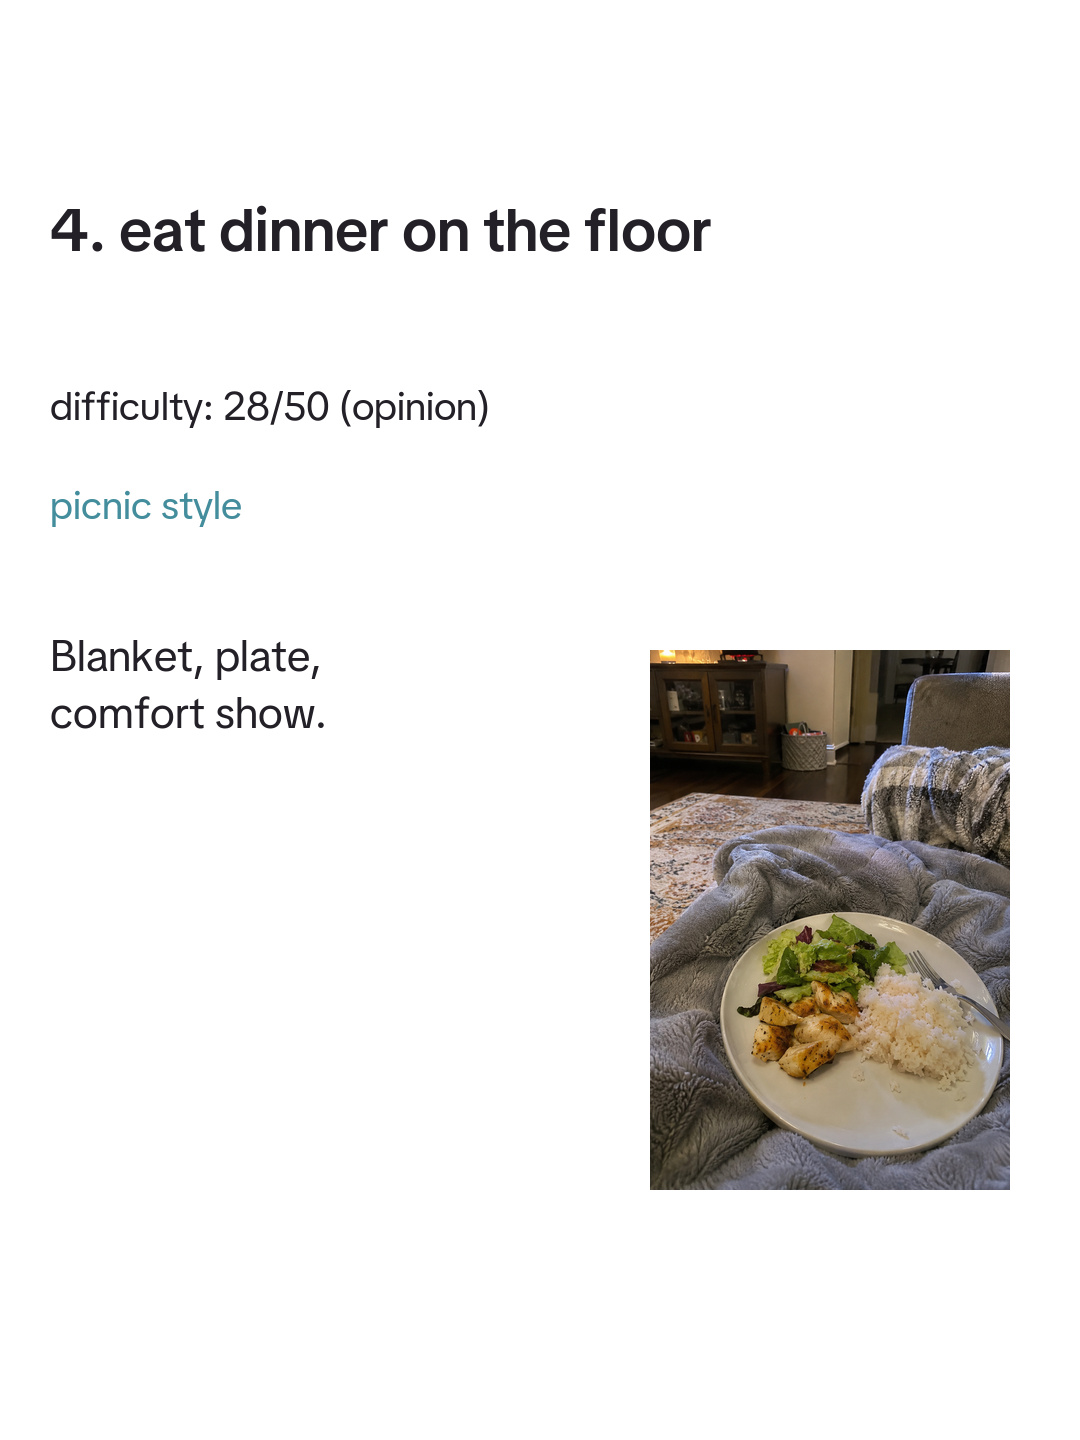 4. eat dinner on the floor
difficulty: 28/50 (opinion)
picnic style
Blanket, plate,
comfort show.